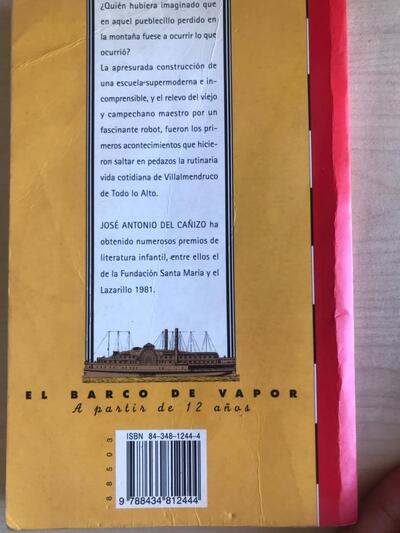 ¿Quién hubiera imaginado que
en aquel pueblecillo perdido en
la montaña fuese a ocurrir lo que
ocurrió?
La apresurada construcción de
una escuela supermoderna e in-
comprensible, y el relevo del viejo
y campechano maestro por un
fascinante robot, fueron los pri-
meros acontecimientos que hicie-
ron saltar en pedazos la rutinaria
vida cotidiana de Villalmendruco
de Todo lo Alto.
JOSÉ ANTONIO DEL CAÑIZO ha
obtenido numerosos premios de
literatura infantil, entre ellos el
de la Fundación Santa María y el
Lazarillo 1981.
EL BARCO DE VAPOR
A partir de 12 años
ISBN 84-348-1244-4
88503
9 788434 812444